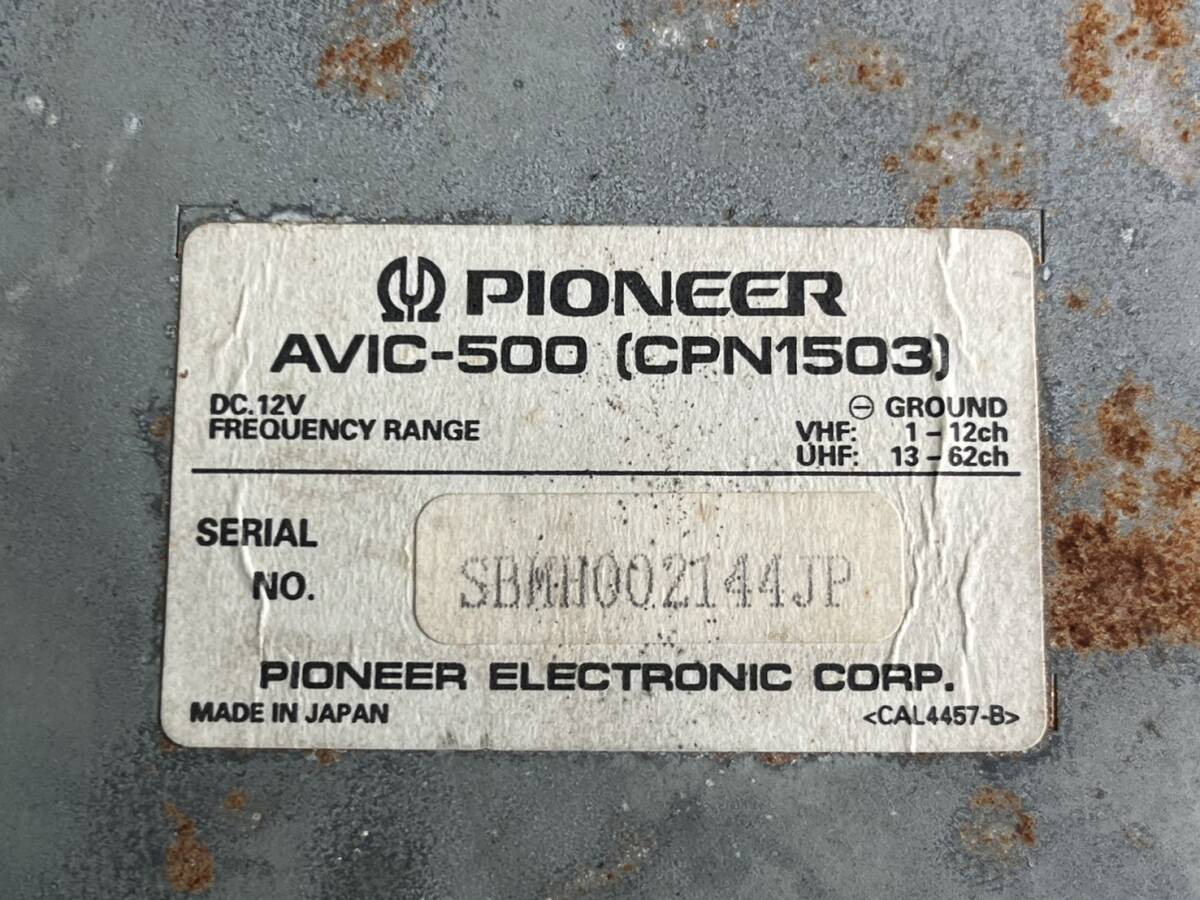 PIONEER
AVIC-500 (CPN1503)
DC.12V ⊖ GROUND
FREQUENCY RANGE VHF: 1 – 12ch
UHF: 13 – 62ch
SERIAL NO. SBMH002144JP
PIONEER ELECTRONIC CORP.
MADE IN JAPAN <CAL4457-B>